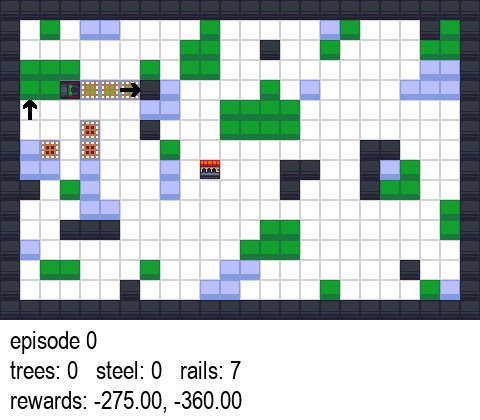 episode 0
trees: 0 steel: 0 rails: 7
rewards: -275.00, -360.00